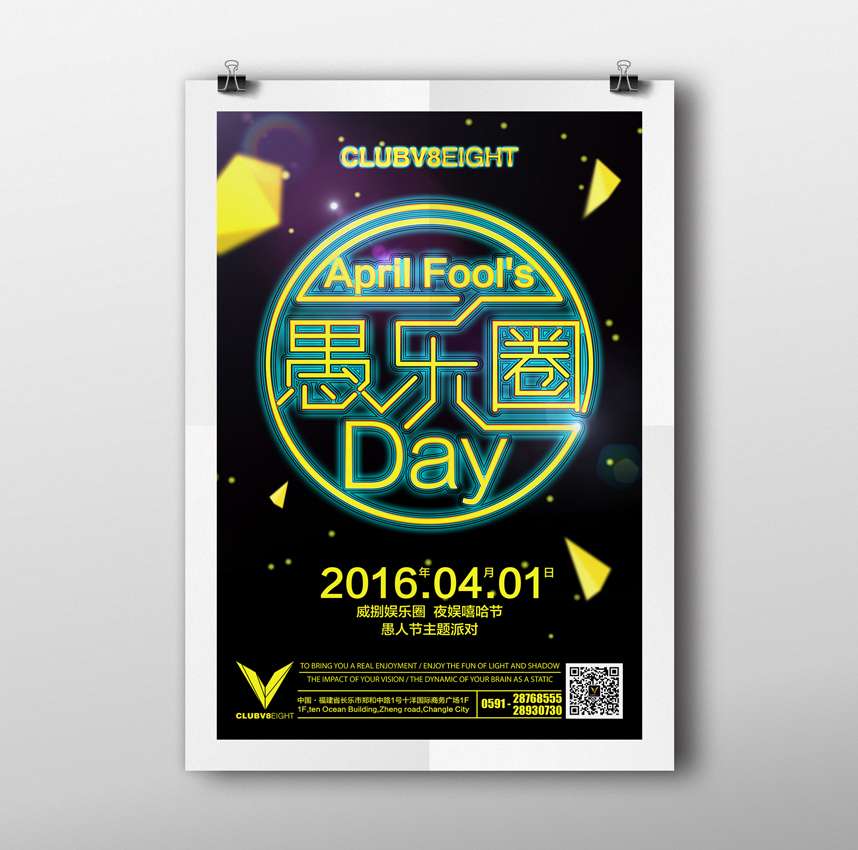 CLUBV8EIGHT
April Fool's
愚乐圈
Day
2016年.04月.01日
威捌娱乐圈 夜娱嘻哈节
愚人节主题派对
TO BRING YOU A REAL ENJOYMENT / ENJOY THE FUN OF LIGHT AND SHADOW
THE IMPACT OF YOUR VISION / THE DYNAMIC OF YOUR BRAIN AS A STATIC
CLUBV8EIGHT
中国·福建省长乐市郑和中路1号十洋国际商务广场1F
1F,ten Ocean Building,Zheng road,Changle City
0591 - 28768555
28930730